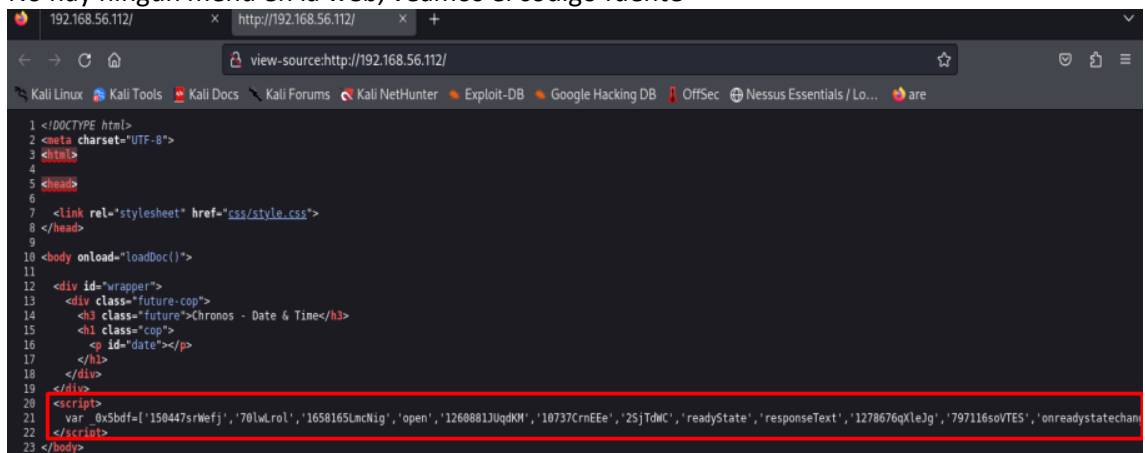 No hay ningún menú en la web, veamos el código fuente
192.168.56.112/ × http://192.168.56.112/ × +
view-source:http://192.168.56.112/
Kali Linux Kali Tools Kali Docs Kali Forums Kali NetHunter Exploit-DB Google Hacking DB OffSec Nessus Essentials / Lo... are
1 <!DOCTYPE html>
2 <meta charset="UTF-8">
3 <html>
4
5 <head>
6
7 <link rel="stylesheet" href="css/style.css">
8 </head>
9
10 <body onload="loadDoc()">
11
12 <div id="wrapper">
13 <div class="future-cop">
14 <h3 class="future">Chronos - Date & Time</h3>
15 <h1 class="cop">
16 <p id="date"></p>
17 </h1>
18 </div>
19 </div>
20 <script>
21 var _0x5bdf=['150447srWefj','70lwLrol','1658165LmcNig','open','1260881JUqdKM','10737CrnEEe','2SjTdWC','readyState','responseText','1278676qXleJg','797116soVTES','onreadystatechang
22 </script>
23 </body>